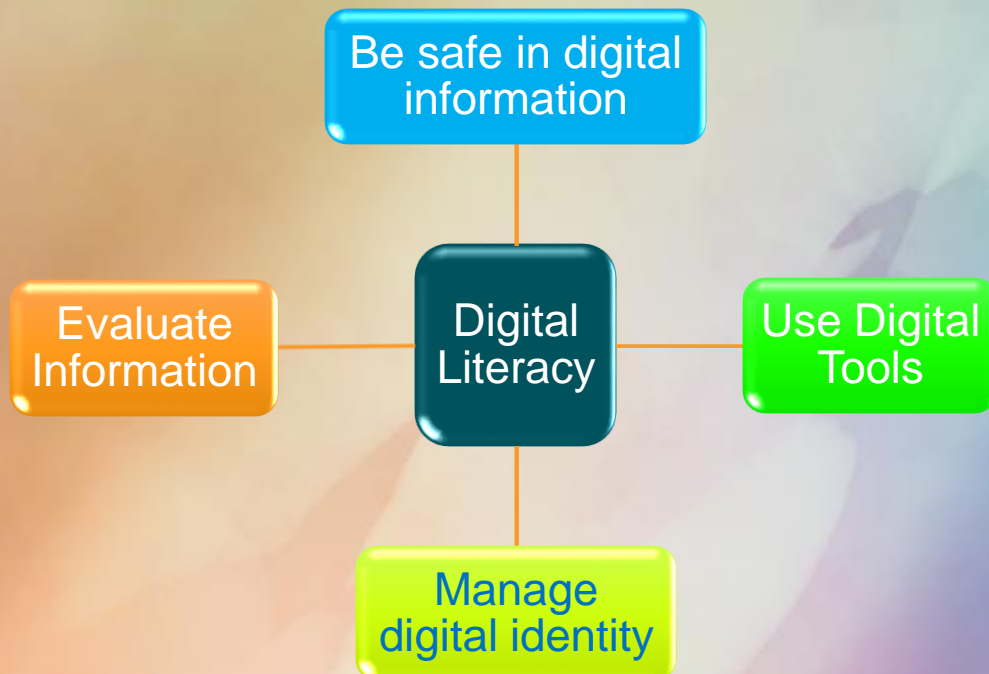 Be safe in digital
information
Evaluate
Information
Digital
Literacy
Use Digital
Tools
Manage
digital identity